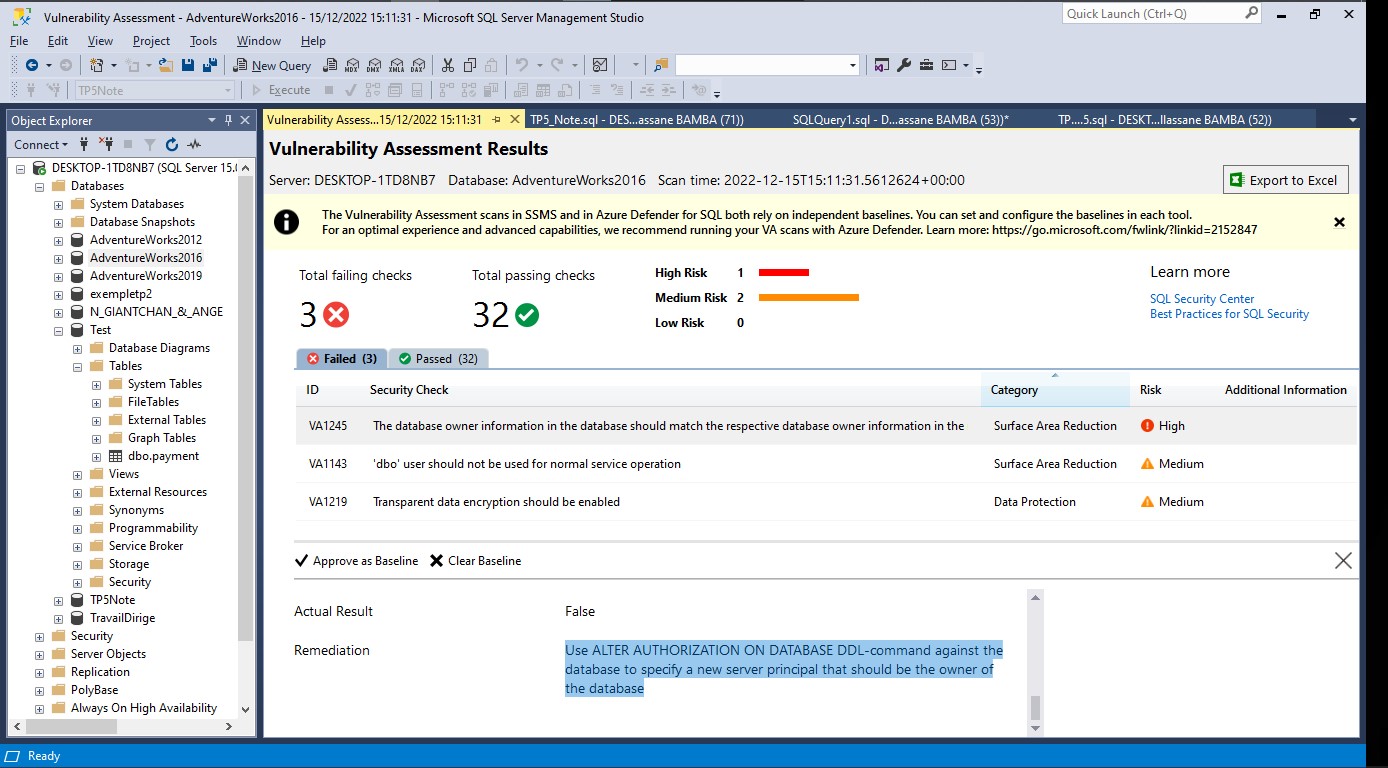 Vulnerability Assessment - AdventureWorks2016 - 15/12/2022 15:11:31 - Microsoft SQL Server Management Studio
Quick Launch (Ctrl+Q)
File Edit View Project Tools Window Help
New Query MDX DMX XMLA DAX
TP5Note Execute
Object Explorer
Connect
DESKTOP-1TD8NB7 (SQL Server 15.0
Databases
System Databases
Database Snapshots
AdventureWorks2012
AdventureWorks2016
AdventureWorks2019
exempletp2
N_GIANTCHAN_&_ANGE
Test
Database Diagrams
Tables
System Tables
FileTables
External Tables
Graph Tables
dbo.payment
Views
External Resources
Synonyms
Programmability
Service Broker
Storage
Security
TP5Note
TravailDirige
Security
Server Objects
Replication
PolyBase
Always On High Availability
Vulnerability Assess...15/12/2022 15:11:31
TP5_Note.sql - DES...assane BAMBA (71))
SQLQuery1.sql - D...assane BAMBA (53))*
TP....5.sql - DESKT...llassane BAMBA (52))
Vulnerability Assessment Results
Server: DESKTOP-1TD8NB7 Database: AdventureWorks2016 Scan time: 2022-12-15T15:11:31.5612624+00:00
Export to Excel
The Vulnerability Assessment scans in SSMS and in Azure Defender for SQL both rely on independent baselines. You can set and configure the baselines in each tool.
For an optimal experience and advanced capabilities, we recommend running your VA scans with Azure Defender. Learn more: https://go.microsoft.com/fwlink/?linkid=2152847
Total failing checks
3
Total passing checks
32
High Risk 1
Medium Risk 2
Low Risk 0
Learn more
SQL Security Center
Best Practices for SQL Security
Failed (3) Passed (32)
ID Security Check Category Risk Additional Information
VA1245 The database owner information in the database should match the respective database owner information in the Surface Area Reduction High
VA1143 'dbo' user should not be used for normal service operation Surface Area Reduction Medium
VA1219 Transparent data encryption should be enabled Data Protection Medium
Approve as Baseline Clear Baseline
Actual Result False
Remediation Use ALTER AUTHORIZATION ON DATABASE DDL-command against the
database to specify a new server principal that should be the owner of
the database
Ready